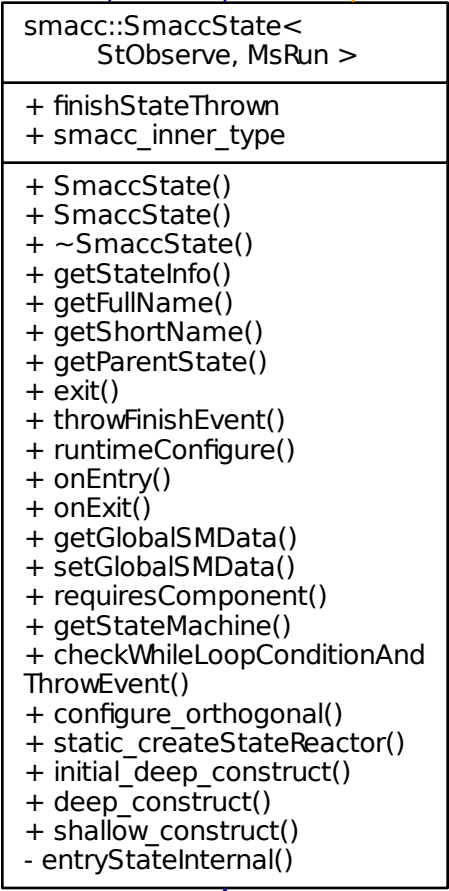 smacc::SmaccState<
StObserve, MsRun >
+ finishStateThrown
+ smacc_inner_type
+ SmaccState()
+ SmaccState()
+ ~SmaccState()
+ getStateInfo()
+ getFullName()
+ getShortName()
+ getParentState()
+ exit()
+ throwFinishEvent()
+ runtimeConfigure()
+ onEntry()
+ onExit()
+ getGlobalSMData()
+ setGlobalSMData()
+ requiresComponent()
+ getStateMachine()
+ checkWhileLoopConditionAnd
ThrowEvent()
+ configure_orthogonal()
+ static_createStateReactor()
+ initial_deep_construct()
+ deep_construct()
+ shallow_construct()
- entryStateInternal()